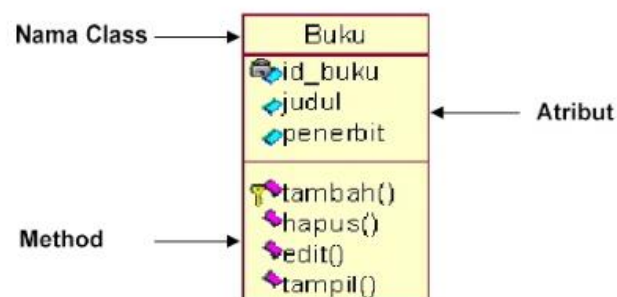 Nama Class
Buku
id_buku
judul
penerbit
Atribut
tambah()
hapus()
Method
edit()
tampil()